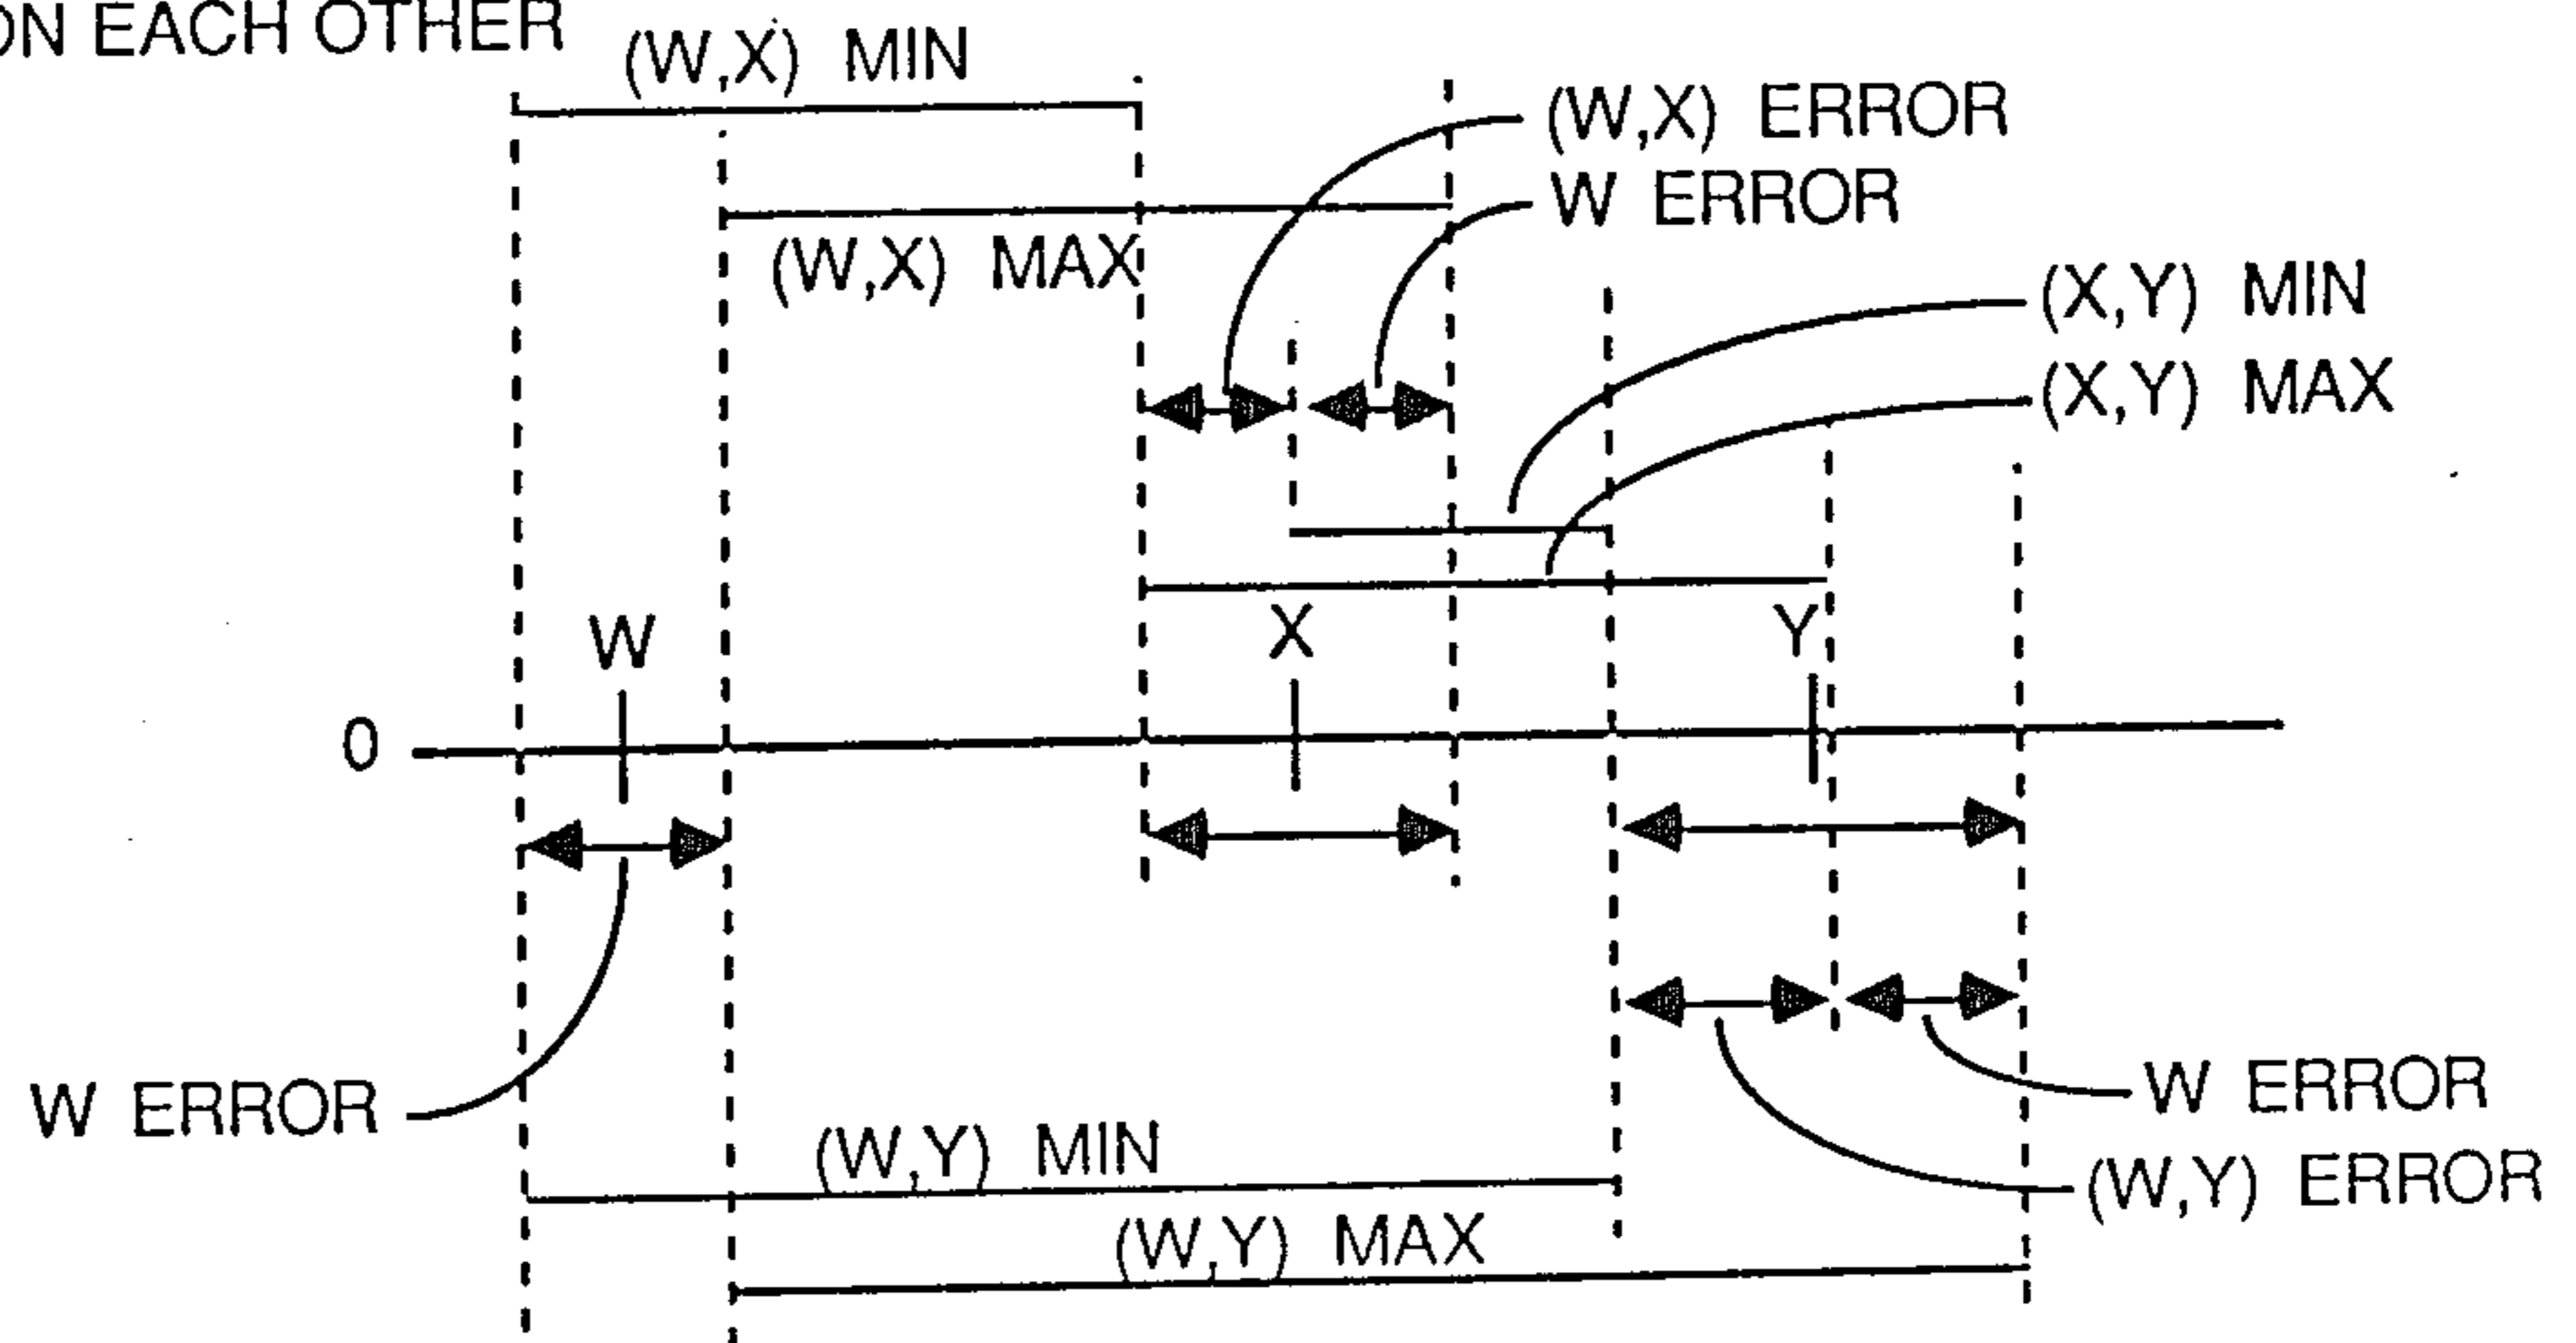 ON EACH OTHER
(W,X) MIN
(W,X) ERROR
W ERROR
(W,X) MAX
(X,Y) MIN
(X,Y) MAX
W
X
Y
0
W ERROR
W ERROR
(W,Y) MIN
(W,Y) ERROR
(W,Y) MAX